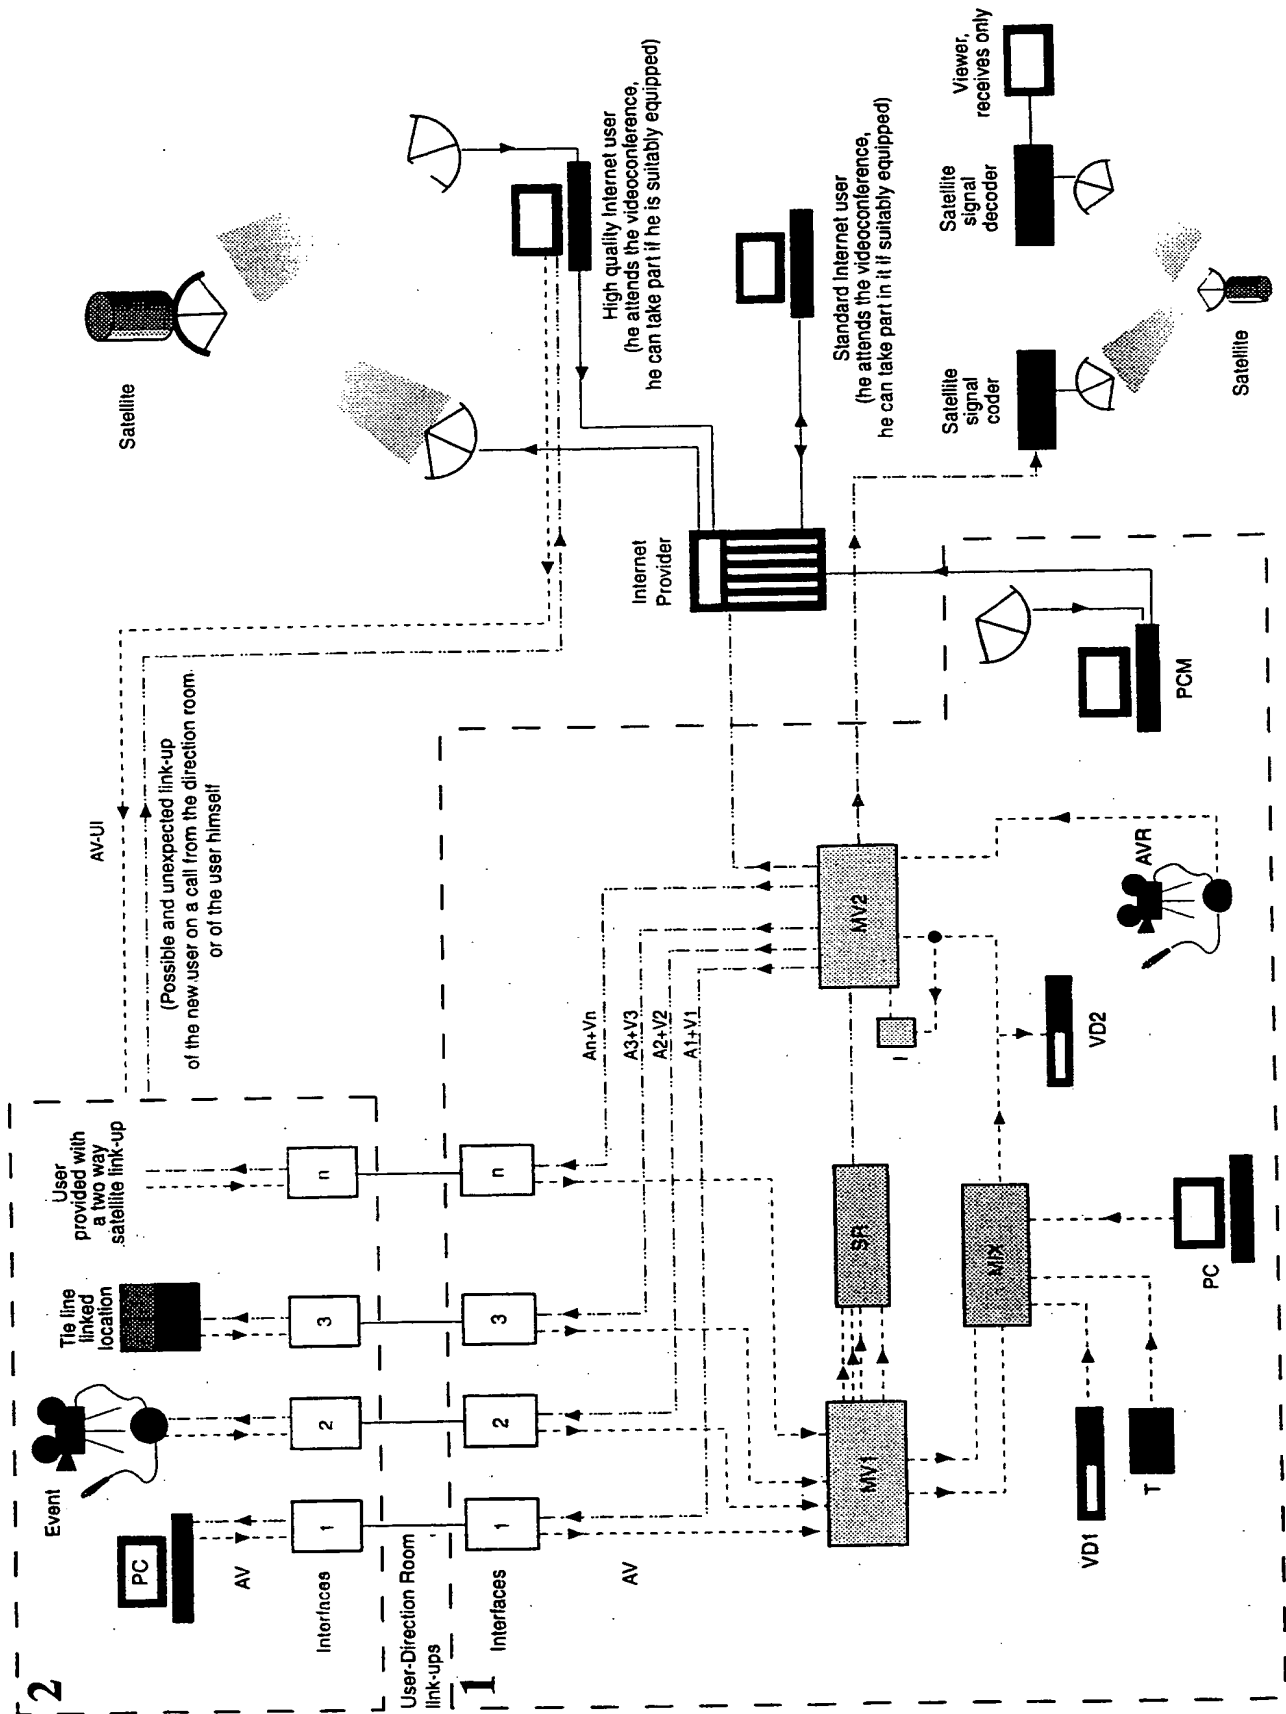 2
PC
AV
Event
Tie line
linked
location
User
provided with
a two way
satellite link-up
Interfaces
1
2
3
n
User-Direction Room
link-ups
AV-UI
(Possible and unexpected link-up
of the new user on a call from the direction room
or of the user himself
1
Interfaces
1
2
3
n
AV
An+Vn
A3+V3
A2+V2
A1+V1
MV1
SR
MV2
I
MIX
VD1
T
PC
VD2
AVR
PCM
Internet
Provider
Satellite
High quality Internet user
(he attends the videoconference,
he can take part if he is suitably equipped)
Standard Internet user
(he attends the videoconference,
he can take part in it if suitably equipped)
Satellite
signal
coder
Satellite
signal
decoder
Viewer,
receives only
Satellite